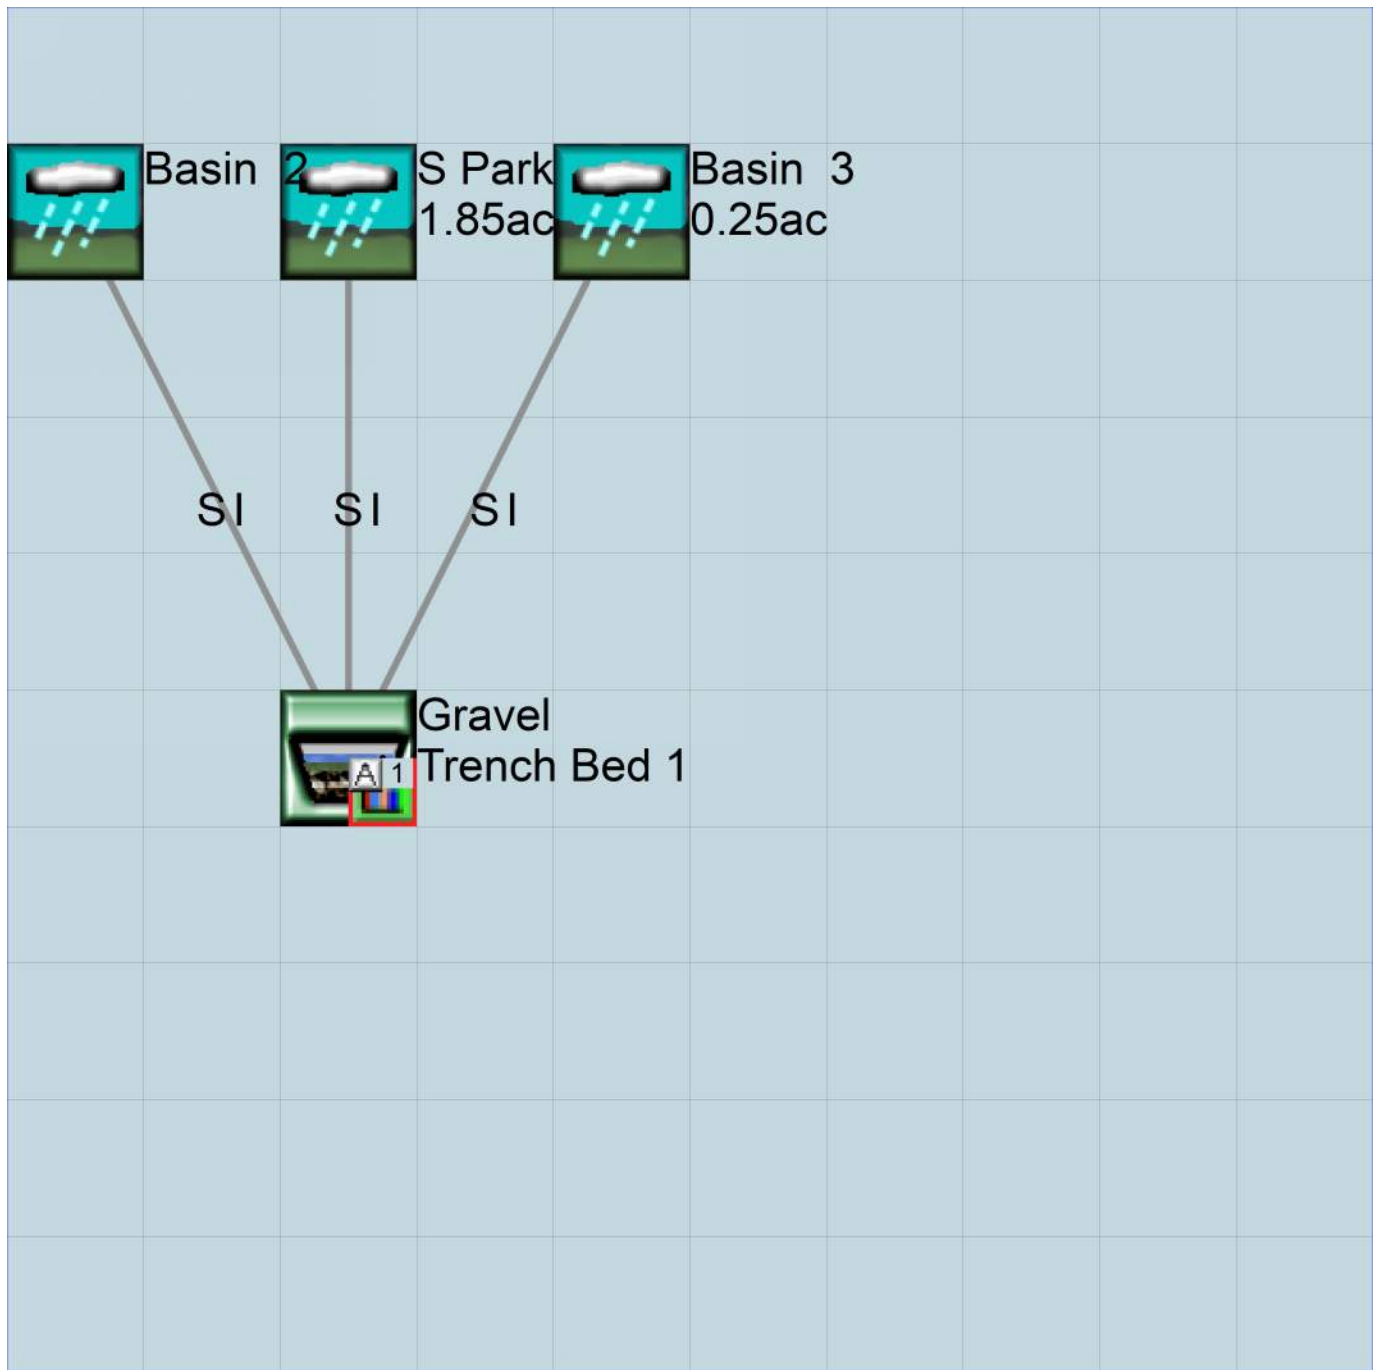 Basin 2
S Park
1.85ac
Basin 3
0.25ac
SI
SI
SI
Gravel
Trench Bed 1
A 1